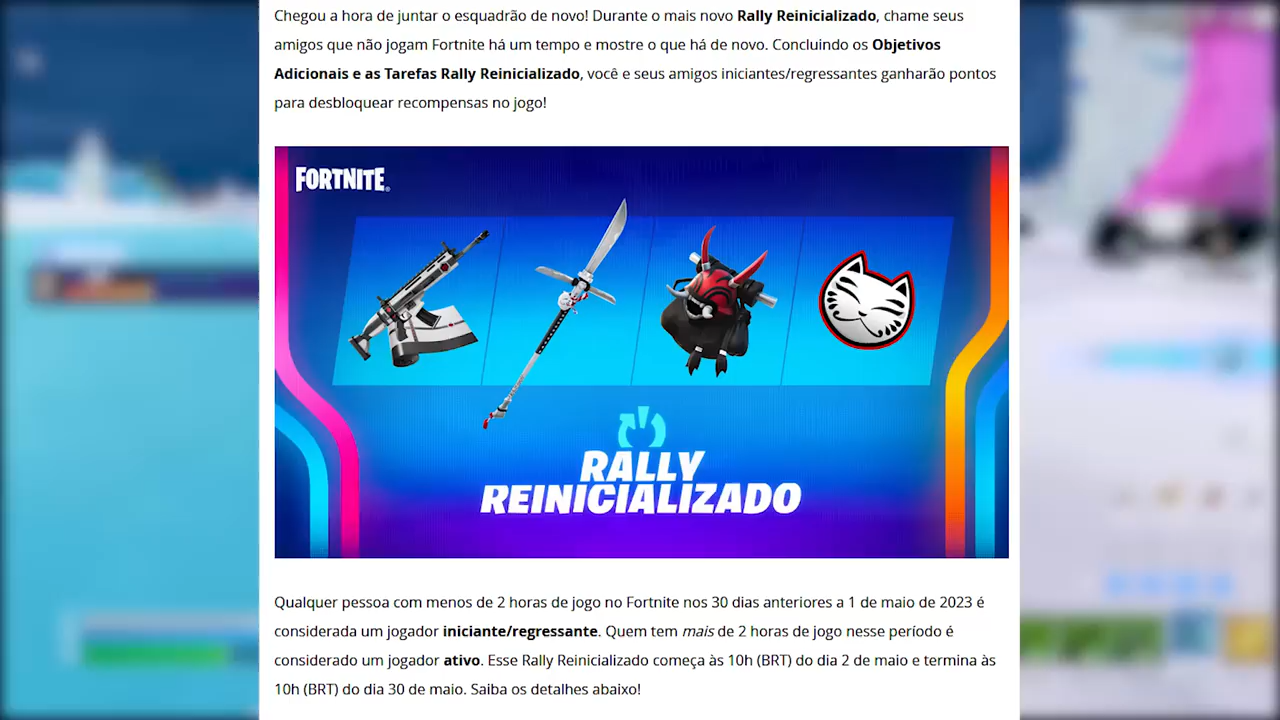 Chegou a hora de juntar o esquadrão de novo! Durante o mais novo Rally Reinicializado, chame seus
amigos que não jogam Fortnite há um tempo e mostre o que há de novo. Concluindo os Objetivos
Adicionais e as Tarefas Rally Reinicializado, você e seus amigos iniciantes/regressantes ganharão pontos
para desbloquear recompensas no jogo!
FORTNITE
RALLY
REINICIALIZADO
Qualquer pessoa com menos de 2 horas de jogo no Fortnite nos 30 dias anteriores a 1 de maio de 2023 é
considerada um jogador iniciante/regressante. Quem tem mais de 2 horas de jogo nesse período é
considerado um jogador ativo. Esse Rally Reinicializado começa às 10h (BRT) do dia 2 de maio e termina às
10h (BRT) do dia 30 de maio. Saiba os detalhes abaixo!